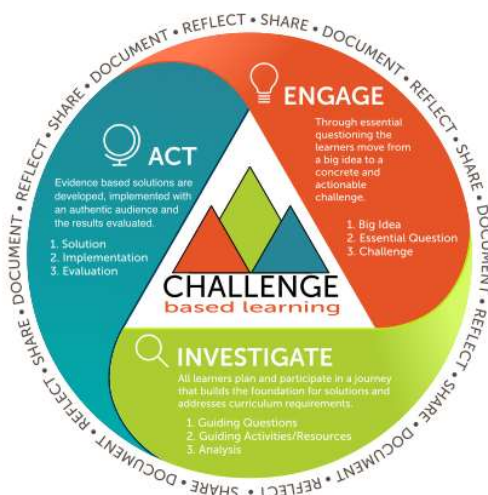 DOCUMENT • REFLECT • SHARE • DOCUMENT • REFLECT • SHARE • DOCUMENT • REFLECT • SHARE • DOCUMENT • REFLECT • SHARE • DOCUMENT • REFLECT • SHARE • DOCUMENT • REFLECT • SHARE •
ENGAGE
Through essential
questioning the
learners move from
a big idea to a
concrete and
actionable
challenge.
1. Big Idea
2. Essential Question
3. Challenge
ACT
Evidence based solutions are
developed, implemented with
an authentic audience and
the results evaluated.
1. Solution
2. Implementation
3. Evaluation
CHALLENGE
based learning
INVESTIGATE
All learners plan and participate in a journey
that builds the foundation for solutions and
addresses curriculum requirements.
1. Guiding Questions
2. Guiding Activities/Resources
3. Analysis